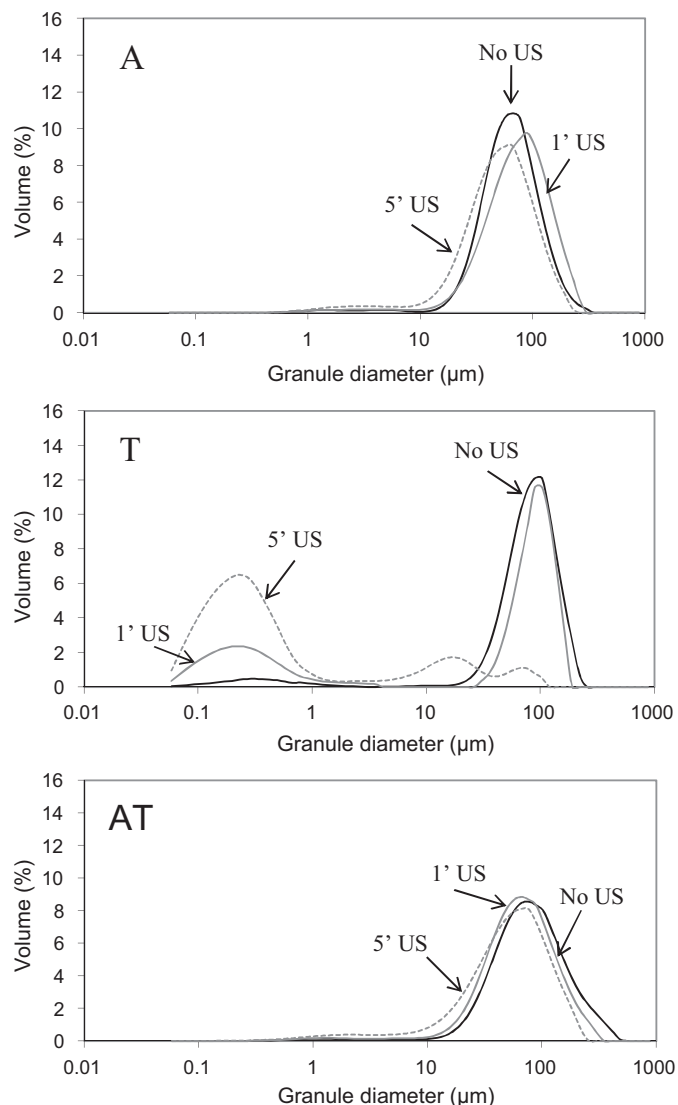 16
14
12
10
8
6
4
2
0
Volume (%)
A
No US
1’ US
5’ US
0.01 0.1 1 10 100 1000
Granule diameter (µm)
16
14
12
10
8
6
4
2
0
Volume (%)
T
No US
5’ US
1’ US
0.01 0.1 1 10 100 1000
Granule diameter (µm)
16
14
12
10
8
6
4
2
0
Volume (%)
AT
1’ US
No US
5’ US
0.01 0.1 1 10 100 1000
Granule diameter (µm)